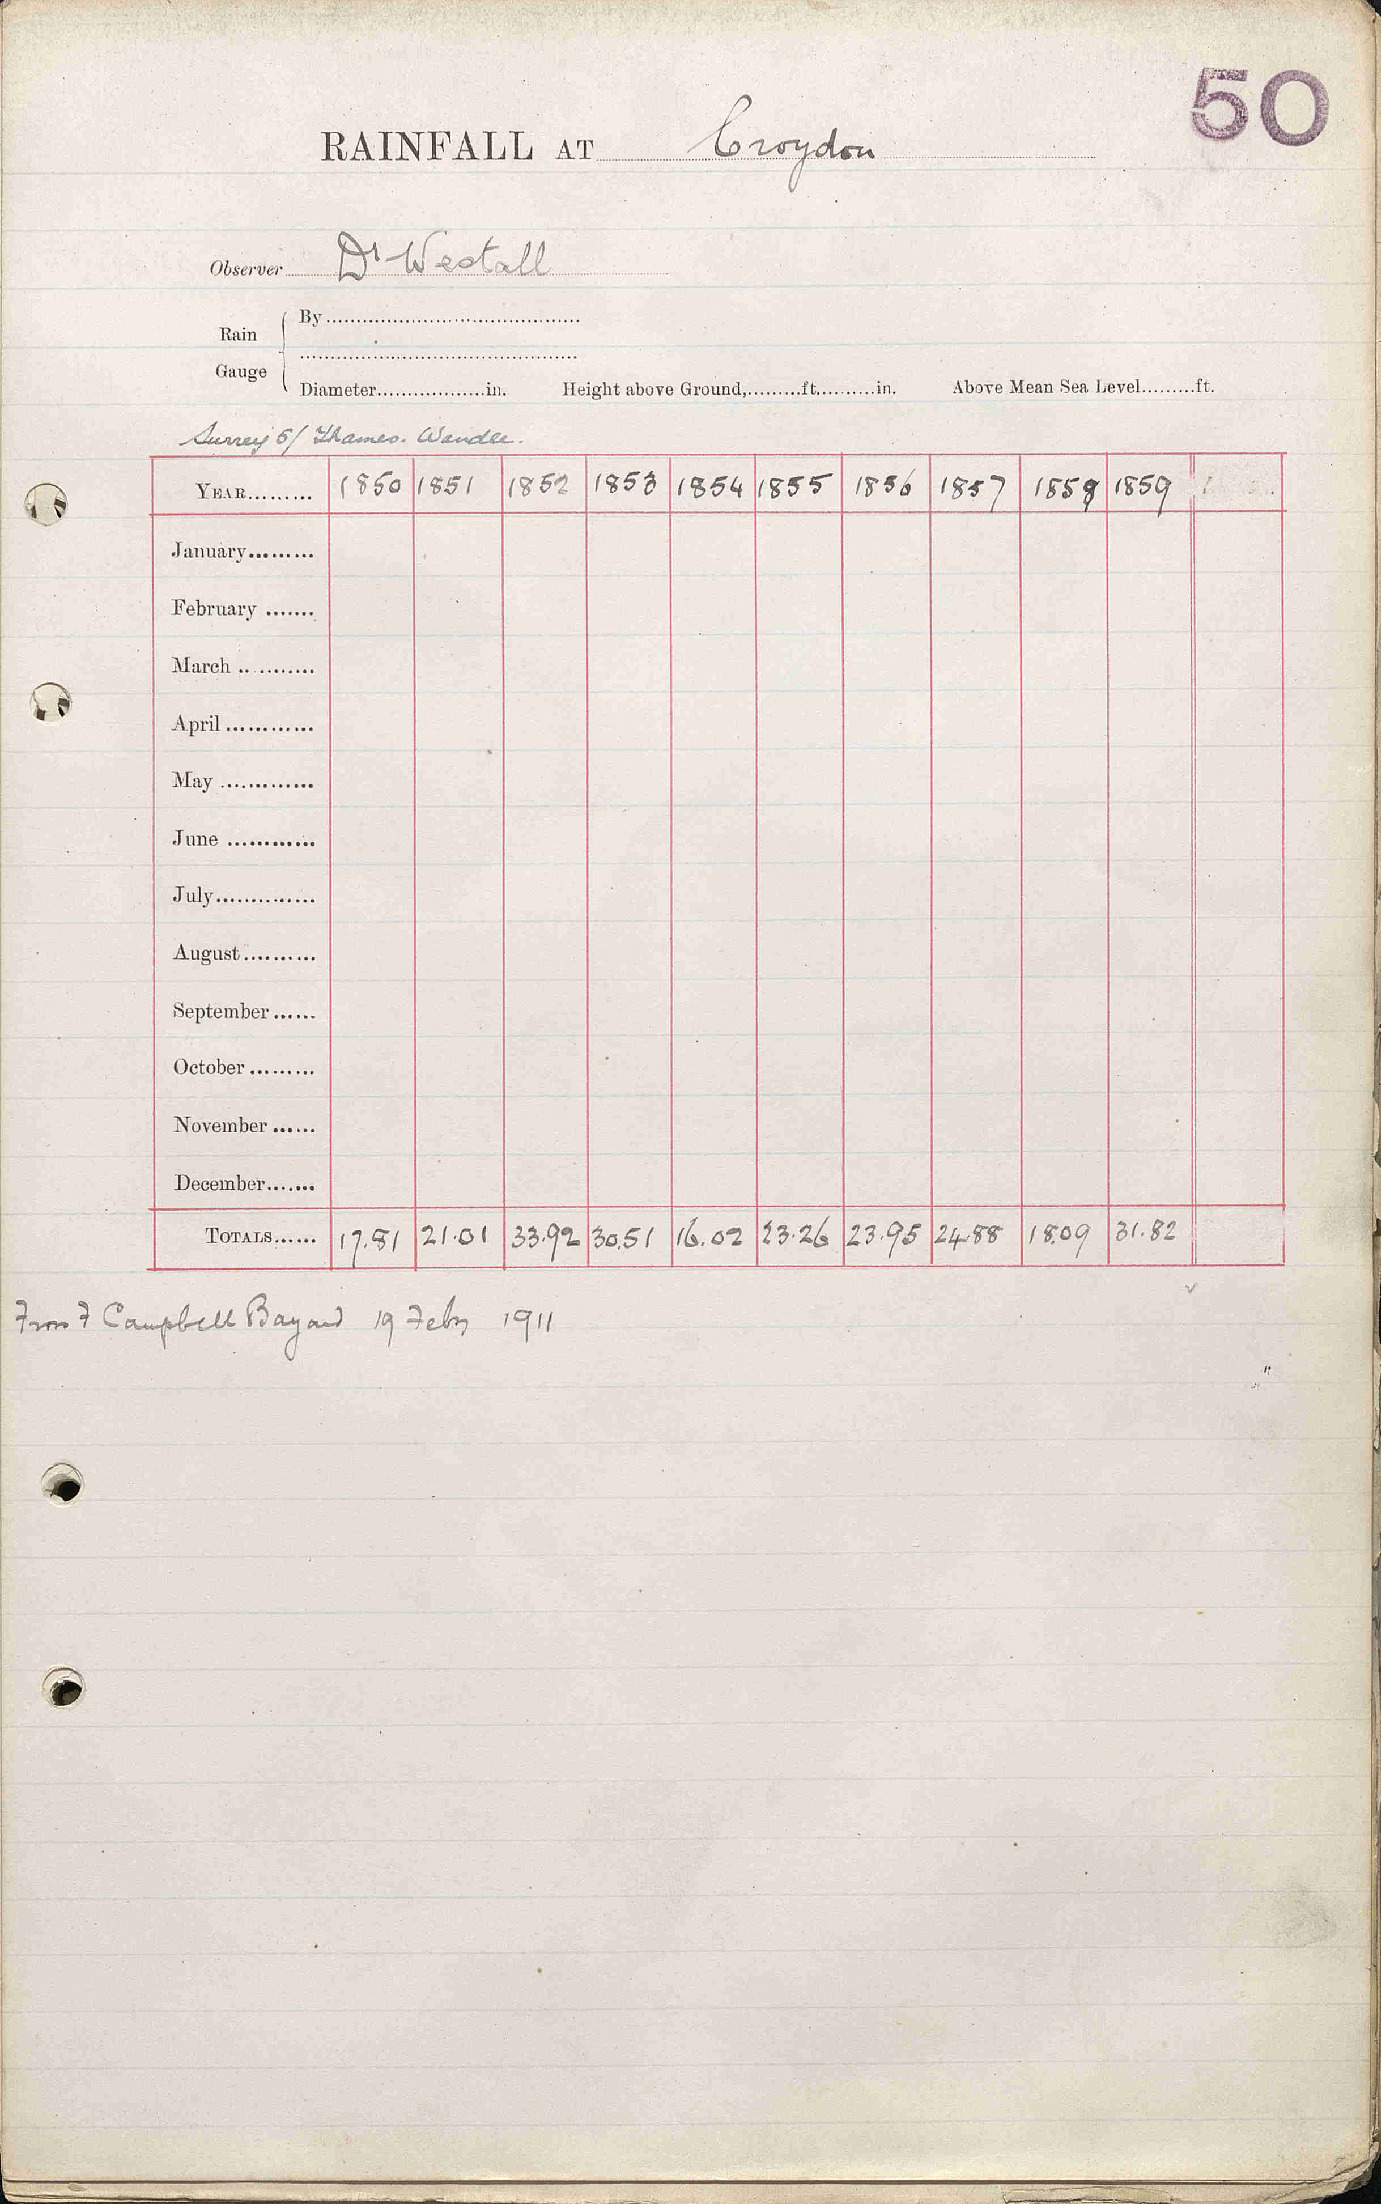 50
RAINFALL AT Croydon
Observer Dr Westall
Rain Gauge
By
Diameter in. Height above Ground, ft. in. Above Mean Sea Level ft.
Surrey 5/ Thames. Wandle.
YEAR 1850 1851 1852 1853 1854 1855 1856 1857 1858 1859
January
February
March
April
May
June
July
August
September
October
November
December
TOTALS 17.81 21.01 33.92 30.51 16.02 23.26 23.95 24.88 18.09 31.82
From F Campbell Bayard 19 Feby 1911